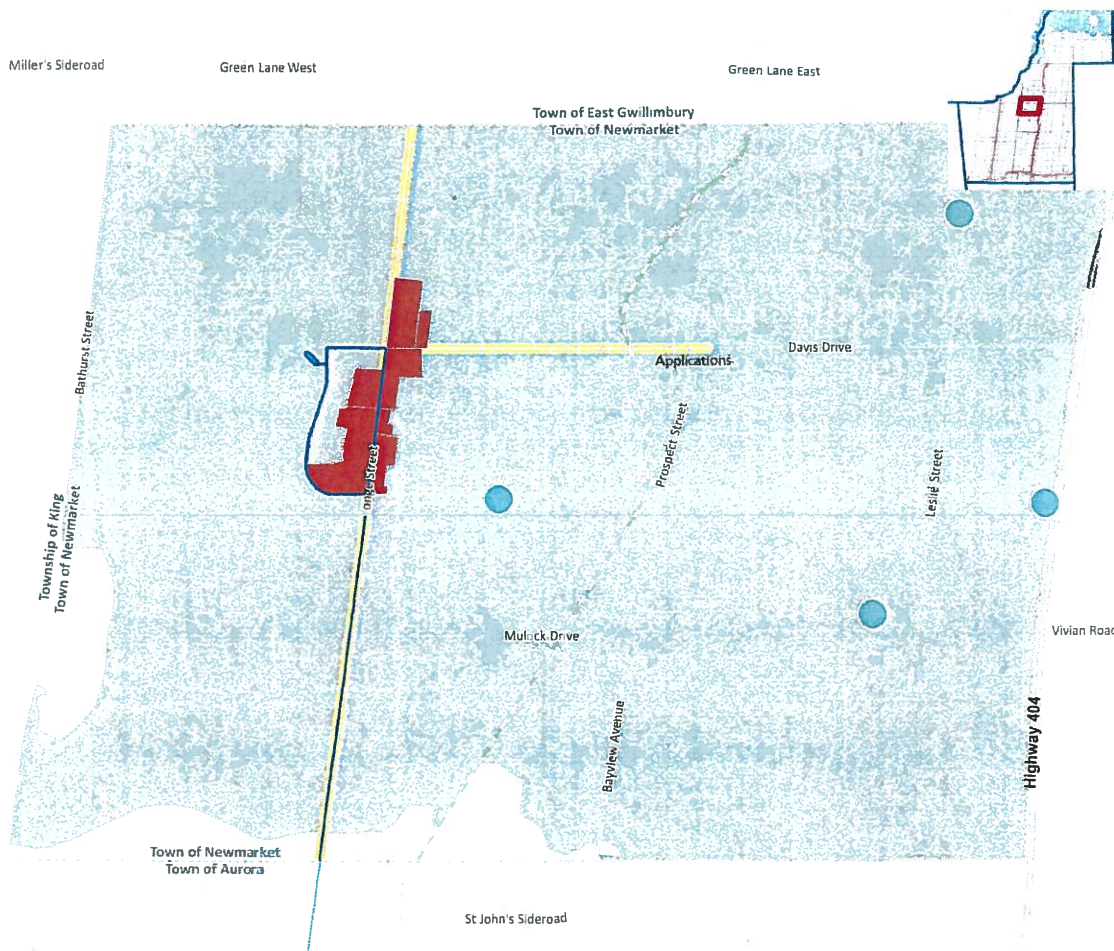 Miller's Sideroad
Green Lane West
Green Lane East
Town of East Gwillimbury
Town of Newmarket
Bathurst Street
Davis Drive
Applications
Prospect Street
onge Street
Leslie Street
Township of King
Town of Newmarket
Mulock Drive
Vivian Road
Bayview Avenue
Highway 404
Town of Newmarket
Town of Aurora
St John's Sideroad